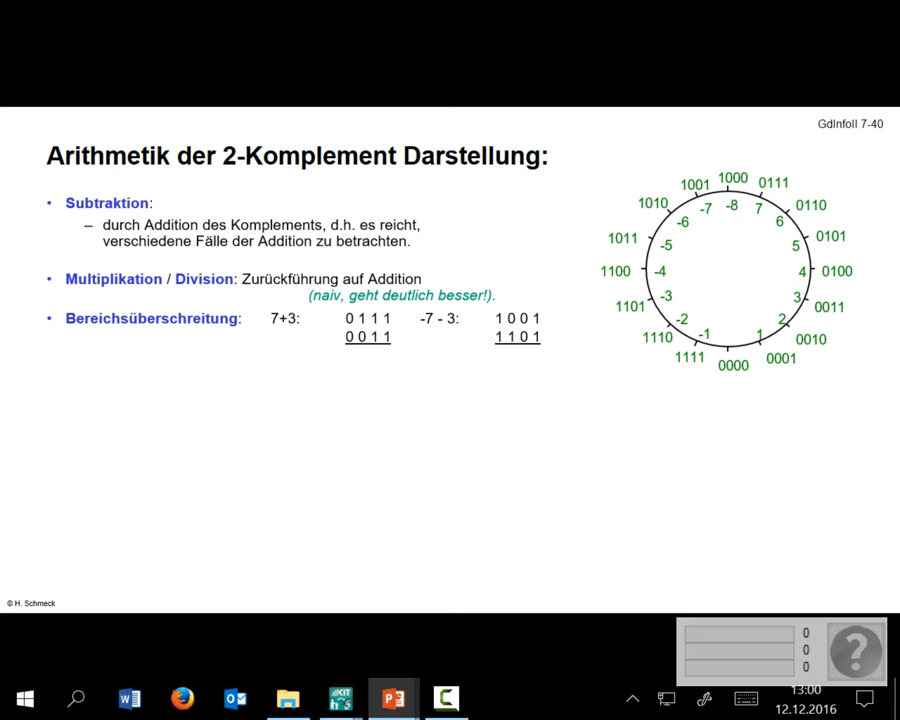 GdInfoII 7-40
Arithmetik der 2-Komplement Darstellung:
• Subtraktion:
– durch Addition des Komplements, d.h. es reicht,
verschiedene Fälle der Addition zu betrachten.
• Multiplikation / Division: Zurückführung auf Addition
(naiv, geht deutlich besser!).
• Bereichsüberschreitung: 7+3: 0 1 1 1 -7 - 3: 1 0 0 1
0 0 1 1 1 1 0 1
1001 1000 0111
1010 -7 -8 7 0110
-6 6
1011 -5 5 0101
1100 -4 4 0100
1101 -3 3 0011
-2 2
1110 -1 1 0010
1111 0000 0001
© H. Schmeck
0
0
0
?
KIT
13:00
12.12.2016